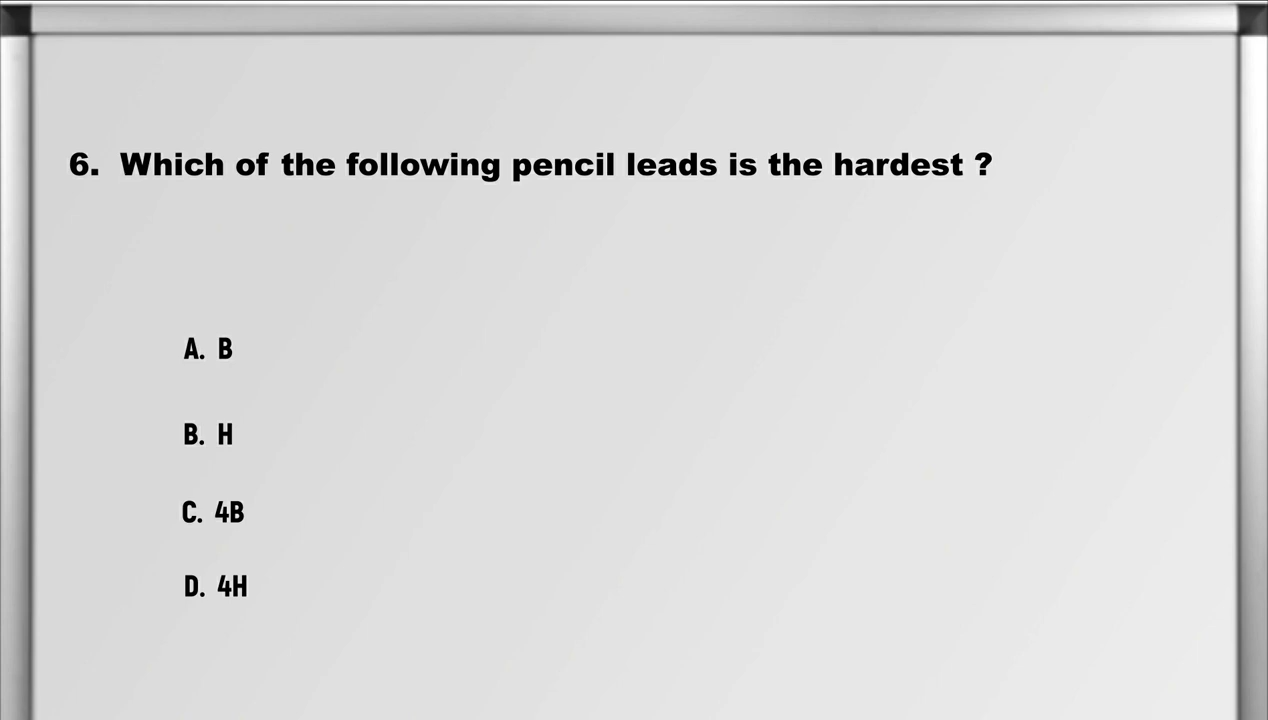 6. Which of the following pencil leads is the hardest ?
A. B
B. H
C. 4B
D. 4H